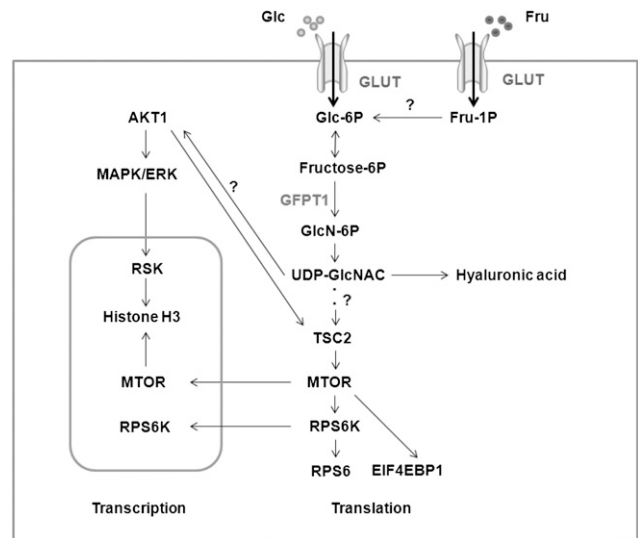 Glc
Fru
GLUT
GLUT
AKT1
Glc-6P
?
Fru-1P
MAPK/ERK
?
Fructose-6P
GFPT1
GlcN-6P
RSK
UDP-GlcNAC
Hyaluronic acid
Histone H3
?
TSC2
MTOR
MTOR
RPS6K
RPS6K
RPS6
EIF4EBP1
Transcription
Translation